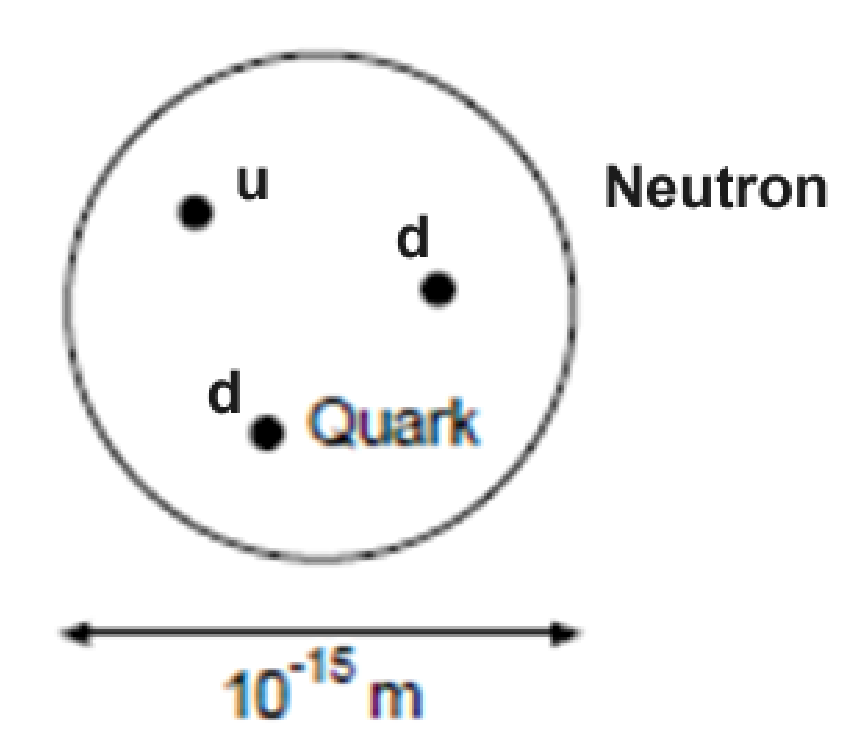 u
Neutron
d
d
Quark
10⁻¹⁵ m